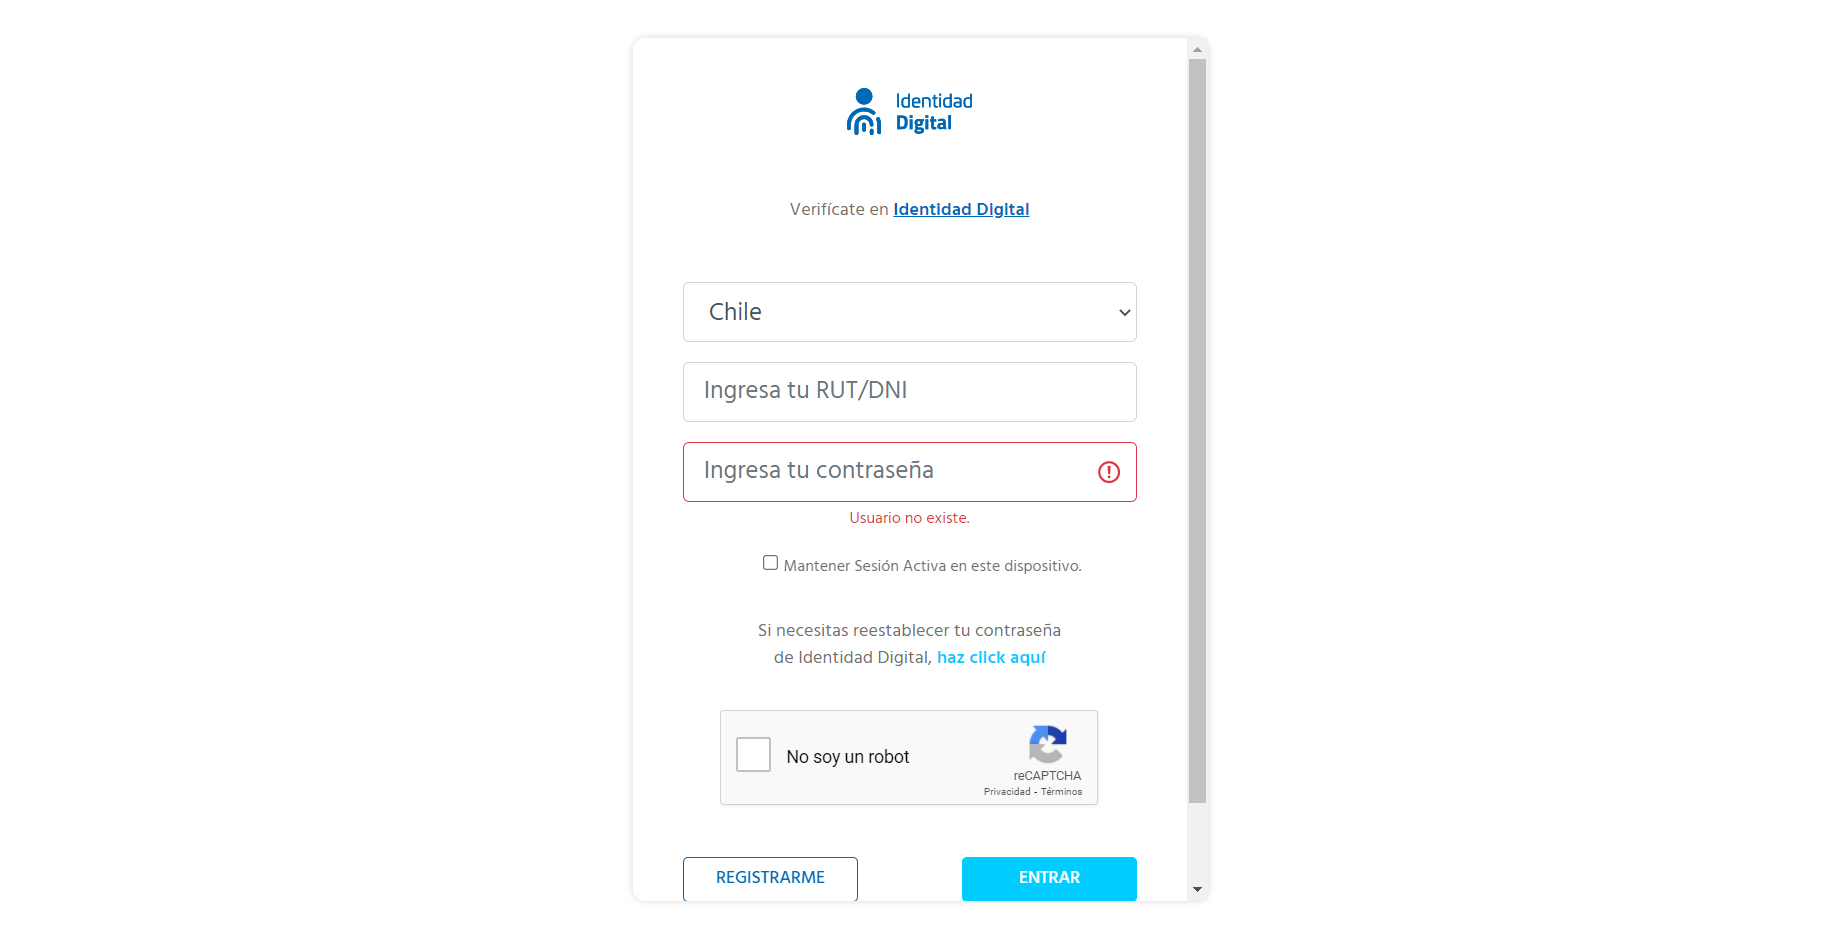 Identidad
Digital
Verifícate en Identidad Digital
Chile
Ingresa tu RUT/DNI
Ingresa tu contraseña
Usuario no existe.
Mantener Sesión Activa en este dispositivo.
Si necesitas reestablecer tu contraseña
de Identidad Digital, haz click aquí
No soy un robot
reCAPTCHA
Privacidad - Términos
REGISTRARME
ENTRAR